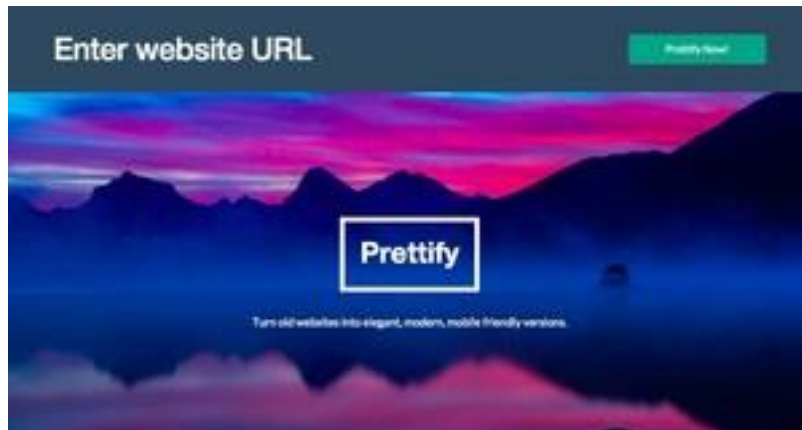 Enter website URL
Prettify Now!
Prettify
Turn old websites into elegant, modern, mobile friendly versions.